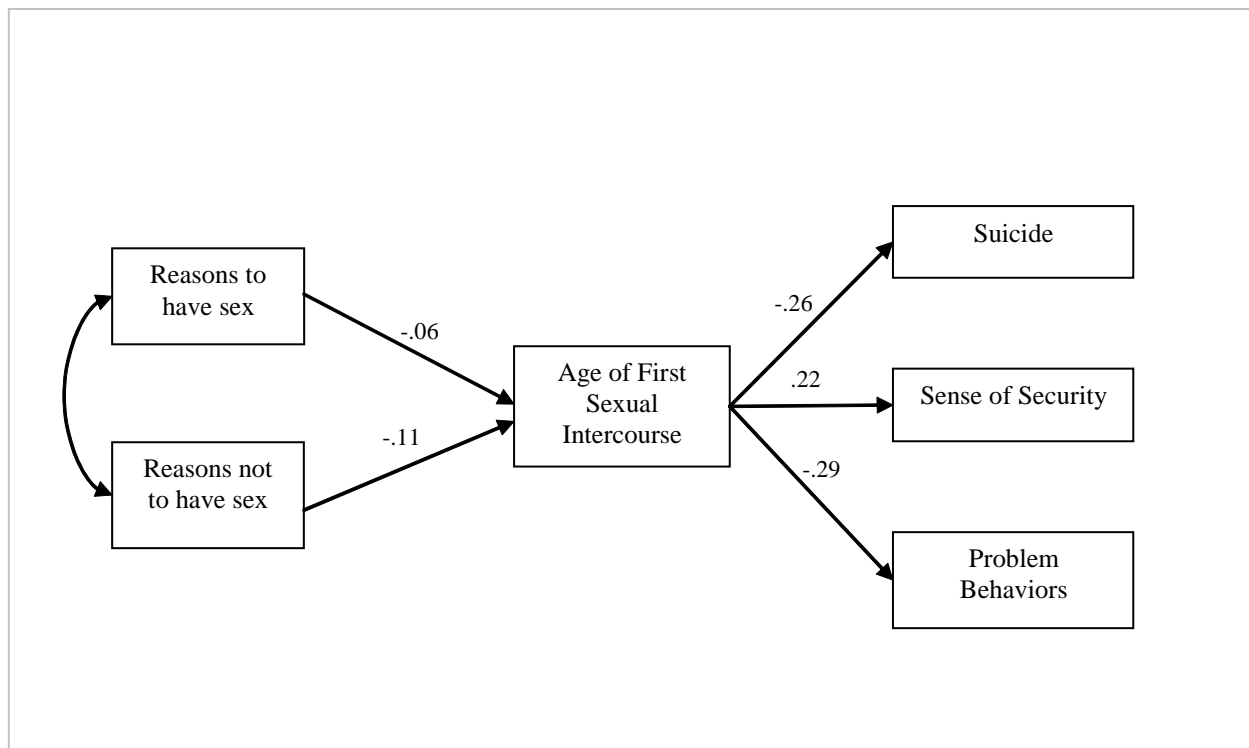 Reasons to
have sex
Reasons not
to have sex
-.06
-.11
Age of First
Sexual
Intercourse
-.26
.22
-.29
Suicide
Sense of Security
Problem
Behaviors